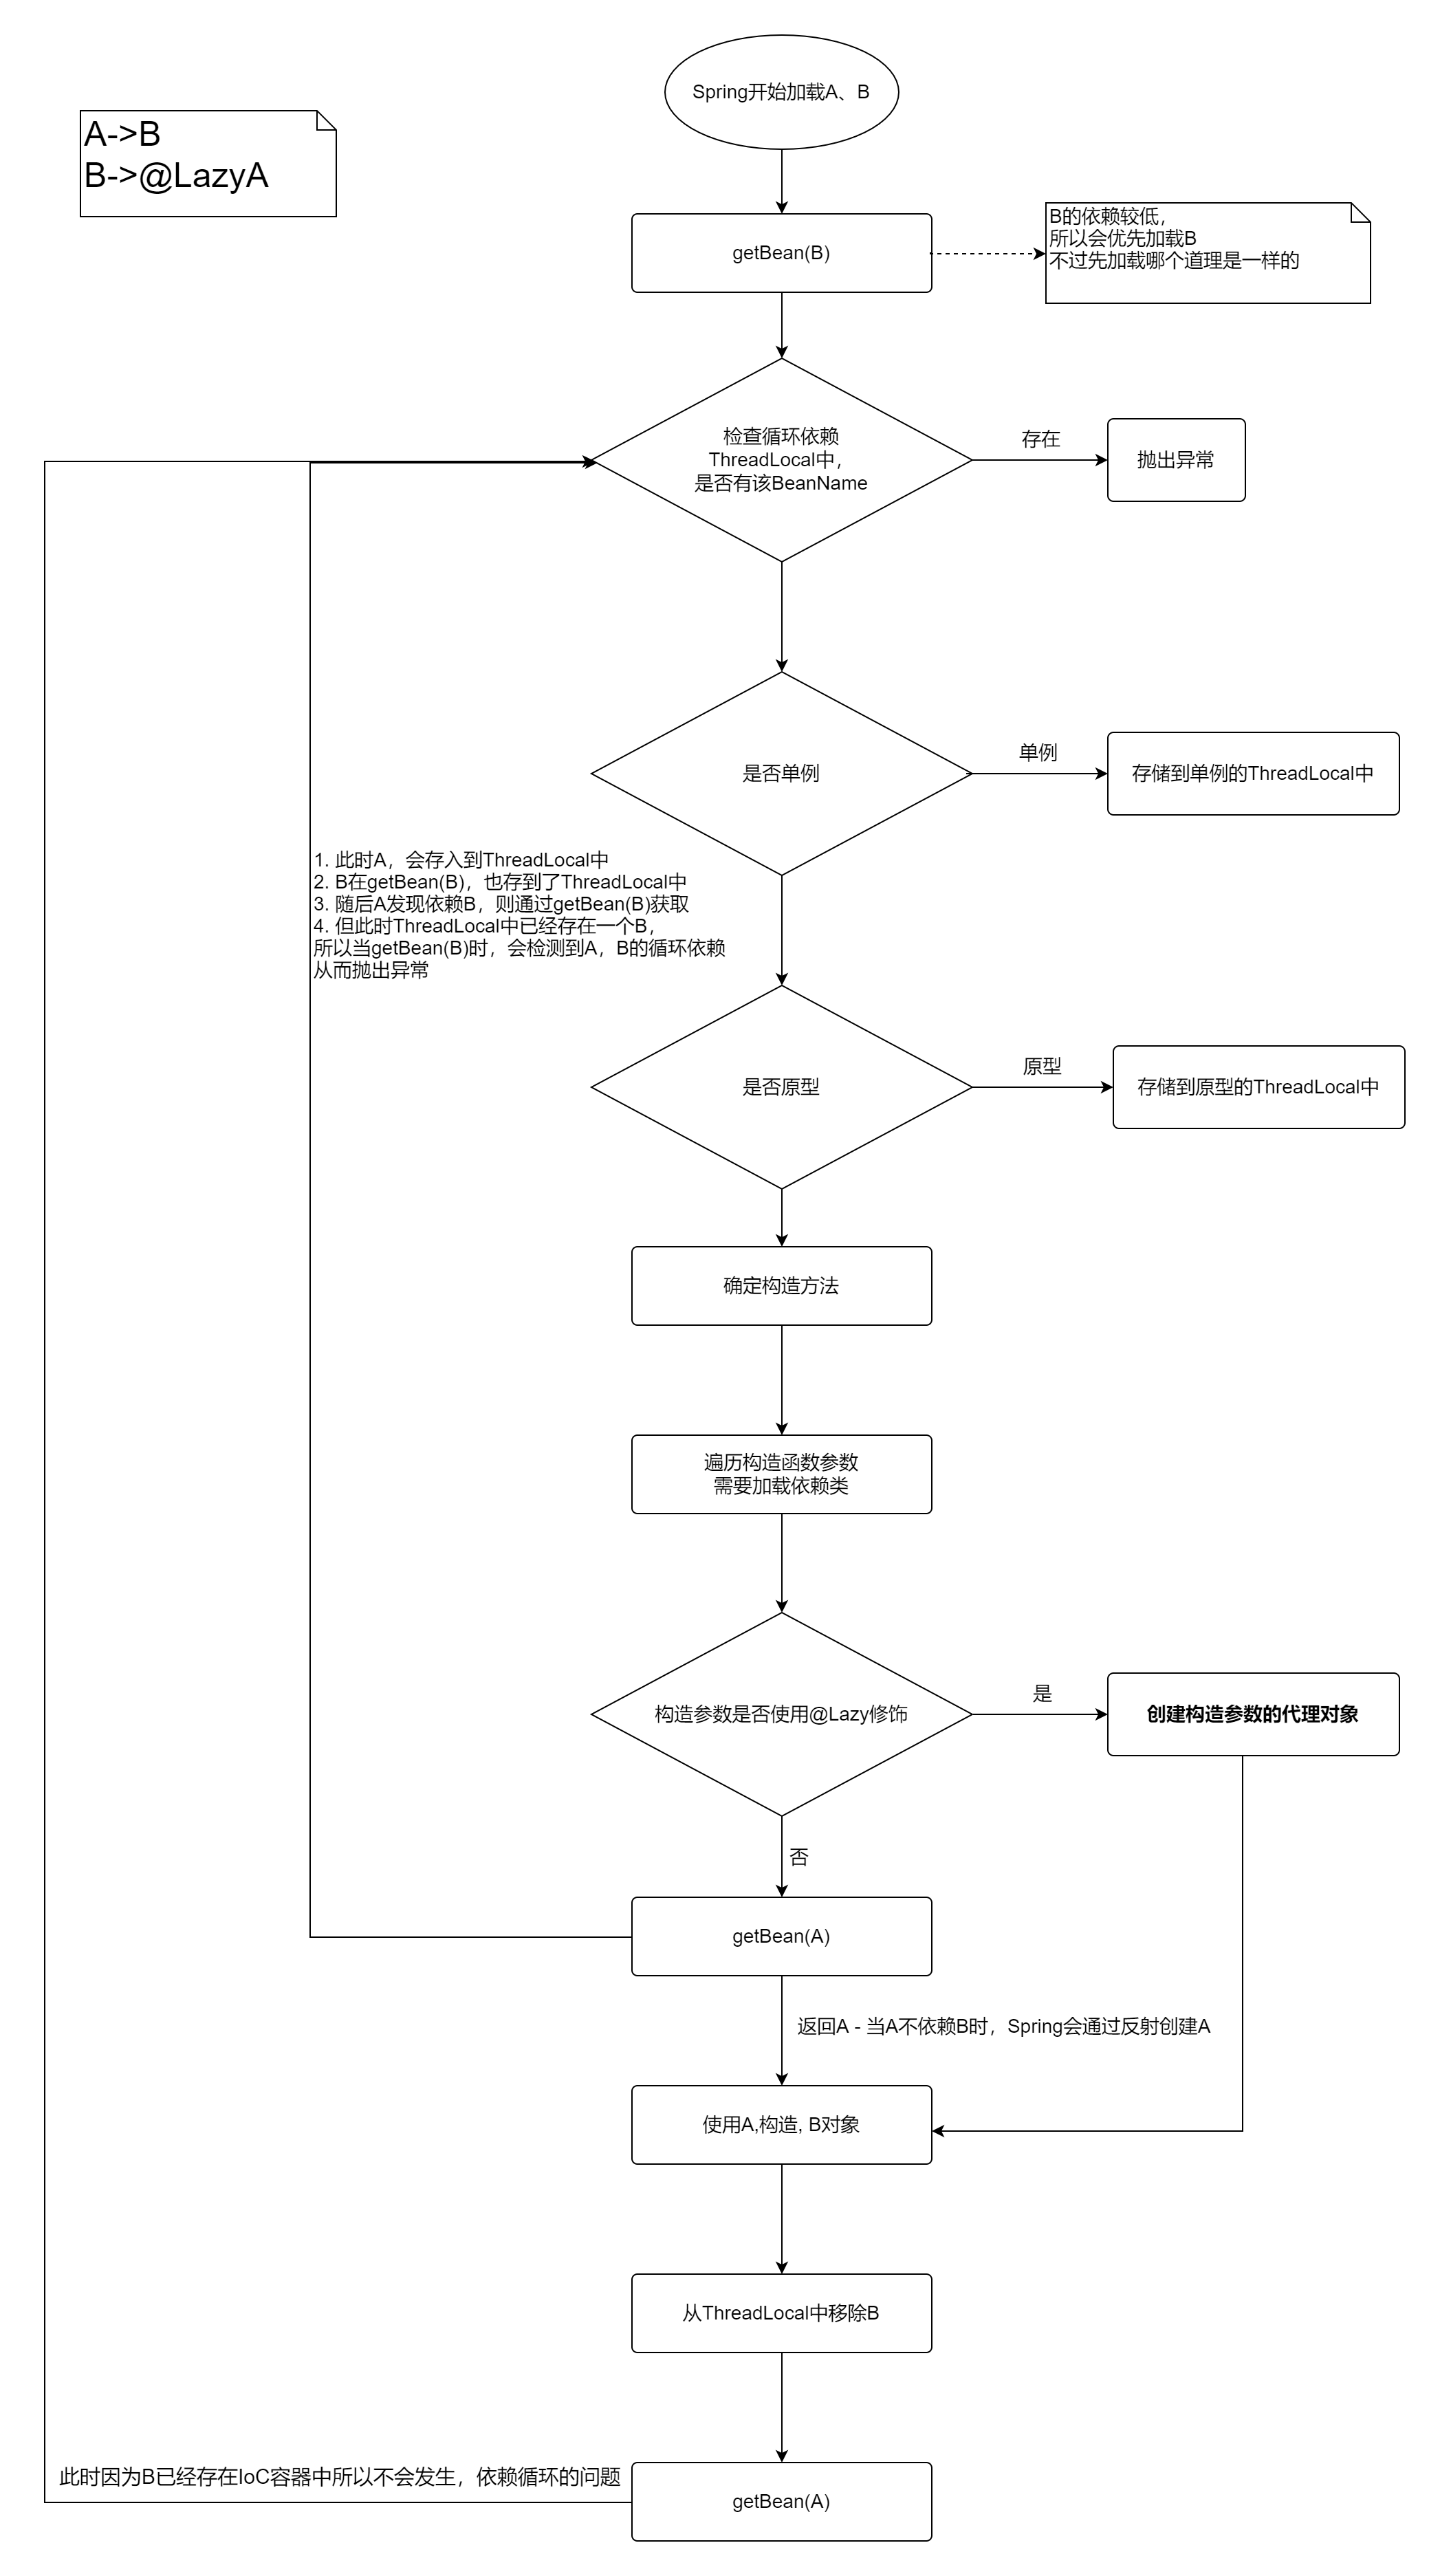 Spring开始加载A、B
A->B
B->@LazyA
getBean(B)
B的依赖较低，
所以会优先加载B
不过先加载哪个道理是一样的
检查循环依赖
ThreadLocal中，
是否有该BeanName
存在
抛出异常
是否单例
单例
存储到单例的ThreadLocal中
1. 此时A，会存入到ThreadLocal中
2. B在getBean(B)，也存到了ThreadLocal中
3. 随后A发现依赖B，则通过getBean(B)获取
4. 但此时ThreadLocal中已经存在一个B，
所以当getBean(B)时，会检测到A，B的循环依赖
从而抛出异常
是否原型
原型
存储到原型的ThreadLocal中
确定构造方法
遍历构造函数参数
需要加载依赖类
构造参数是否使用@Lazy修饰
是
创建构造参数的代理对象
否
getBean(A)
返回A - 当A不依赖B时，Spring会通过反射创建A
使用A,构造, B对象
从ThreadLocal中移除B
此时因为B已经存在IoC容器中所以不会发生，依赖循环的问题
getBean(A)